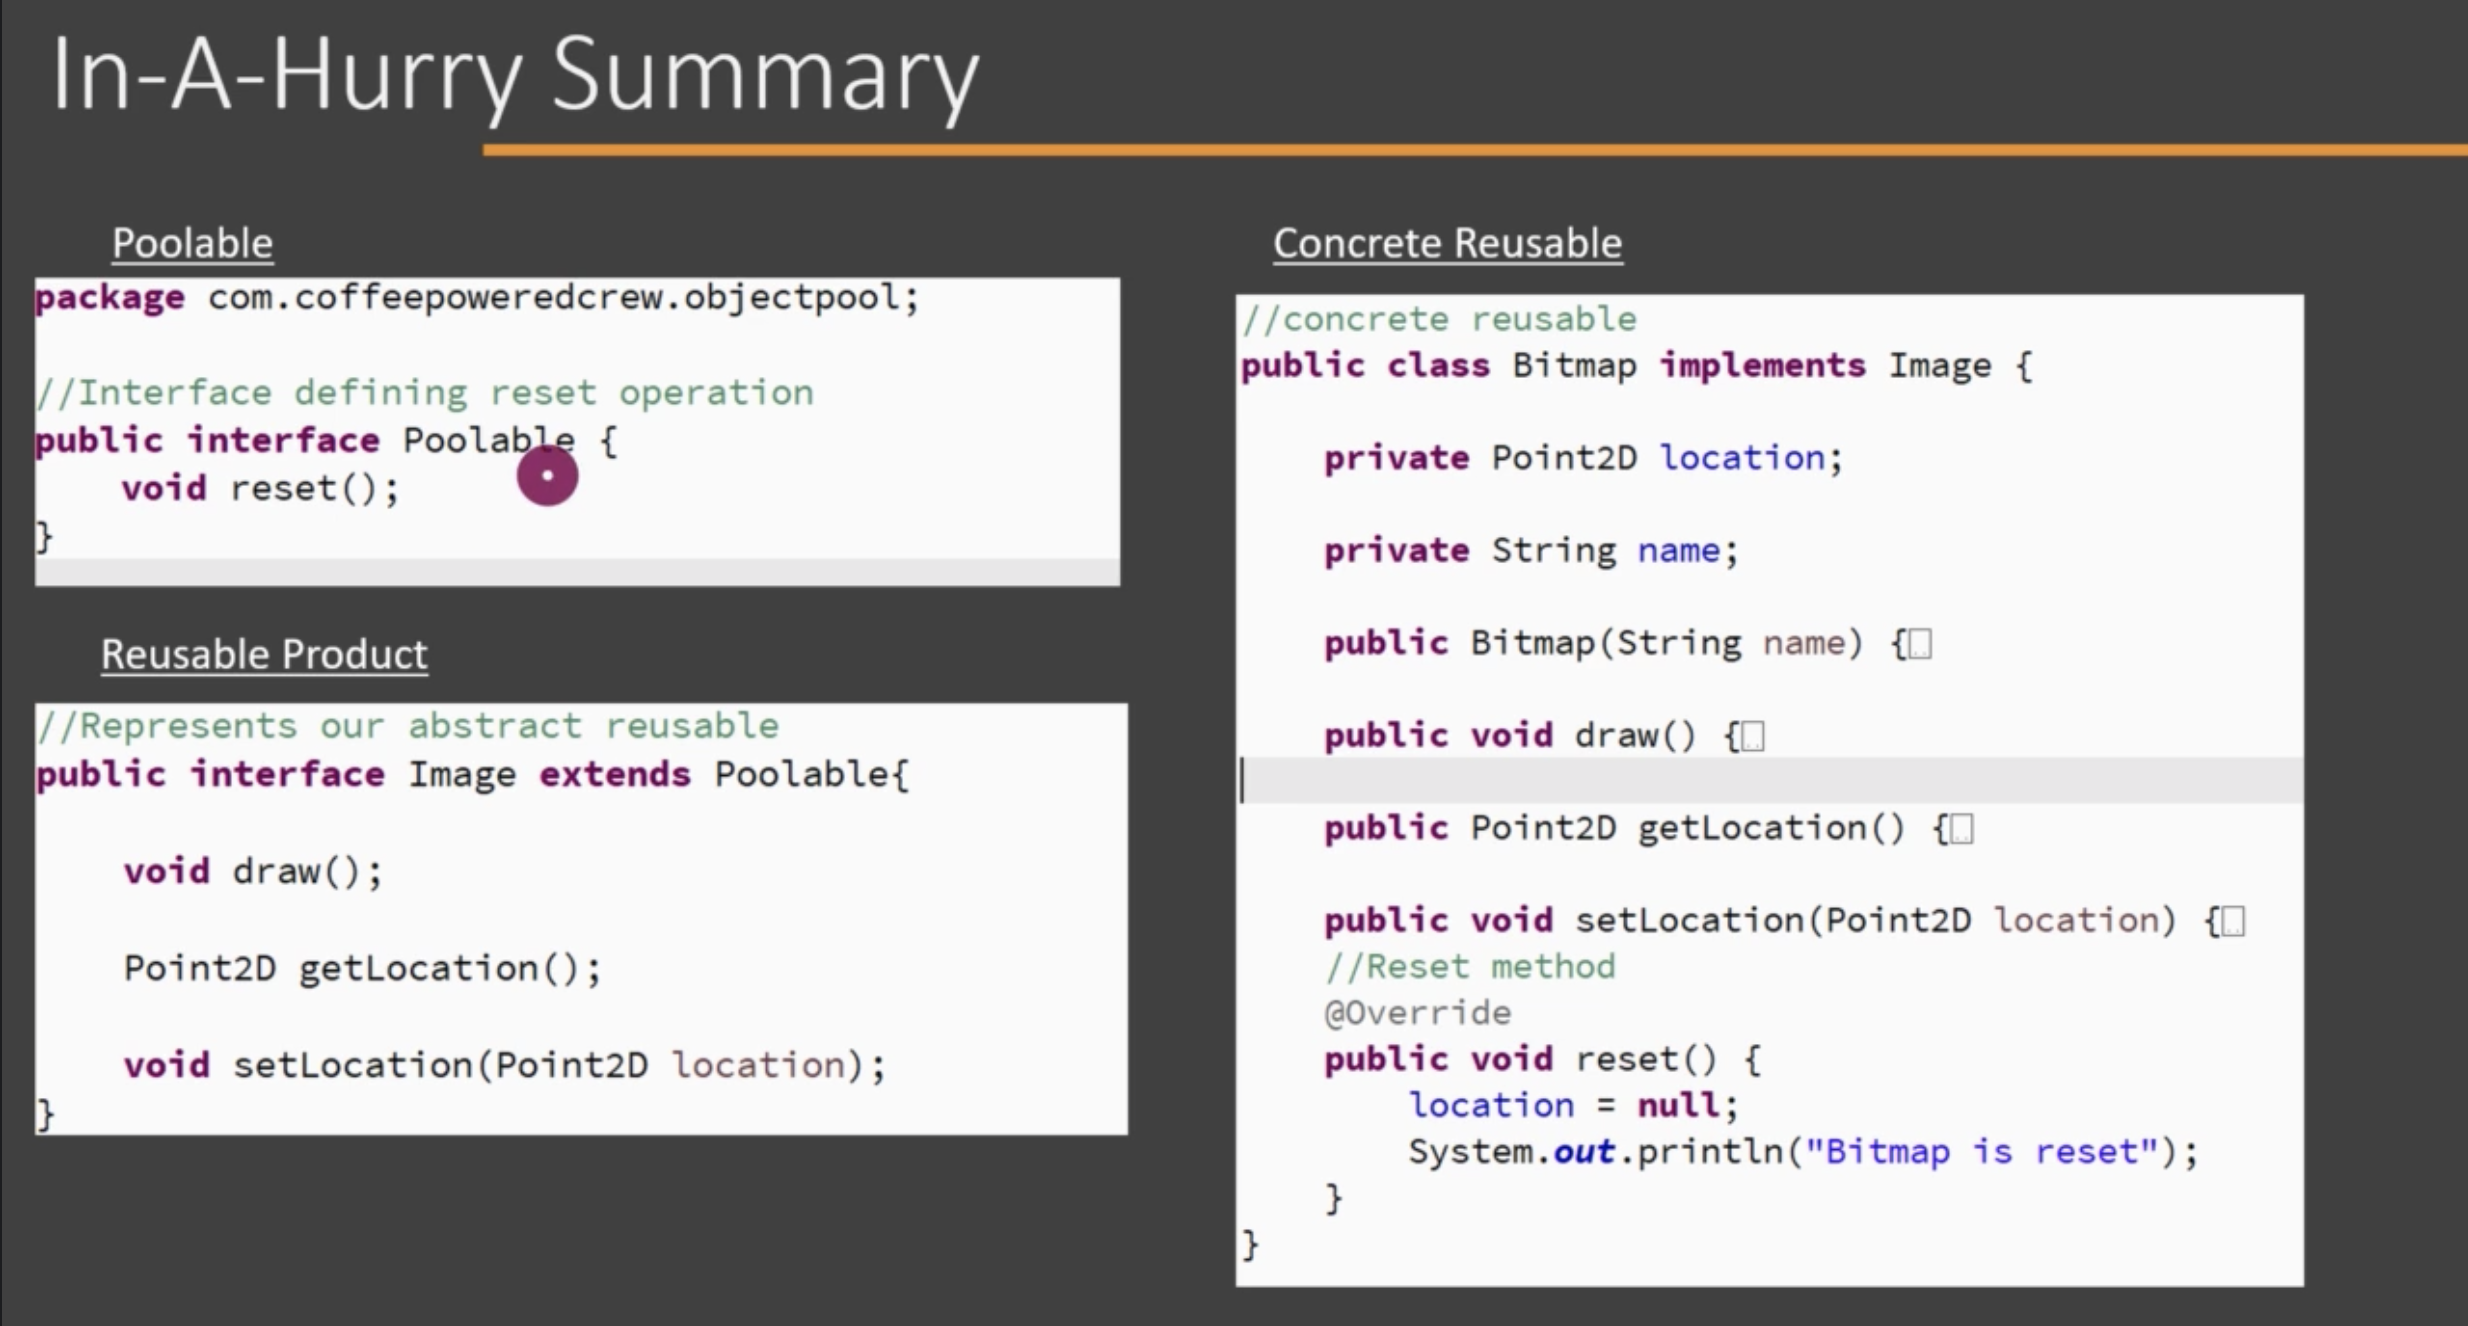 In-A-Hurry Summary
Poolable
package com.coffeepoweredcrew.objectpool;
//Interface defining reset operation
public interface Poolable {
void reset();
}
Reusable Product
//Represents our abstract reusable
public interface Image extends Poolable{
void draw();
Point2D getLocation();
void setLocation(Point2D location);
}
Concrete Reusable
//concrete reusable
public class Bitmap implements Image {
private Point2D location;
private String name;
public Bitmap(String name) {
public void draw() {
public Point2D getLocation() {
public void setLocation(Point2D location) {
//Reset method
@Override
public void reset() {
location = null;
System.out.println("Bitmap is reset");
}
}